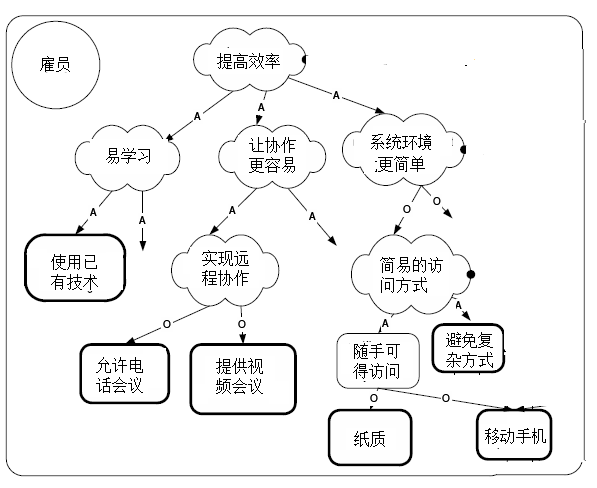 雇员
提高效率
A
A
A
易学习
让协作
更容易
系统环境
更简单
A
A
A
A
O
O
使用已
有技术
实现远
程协作
简易的访
问方式
O
O
A
A
允许电
话会议
提供视
频会议
随手可
得访问
避免复
杂方式
O
O
纸质
移动手机